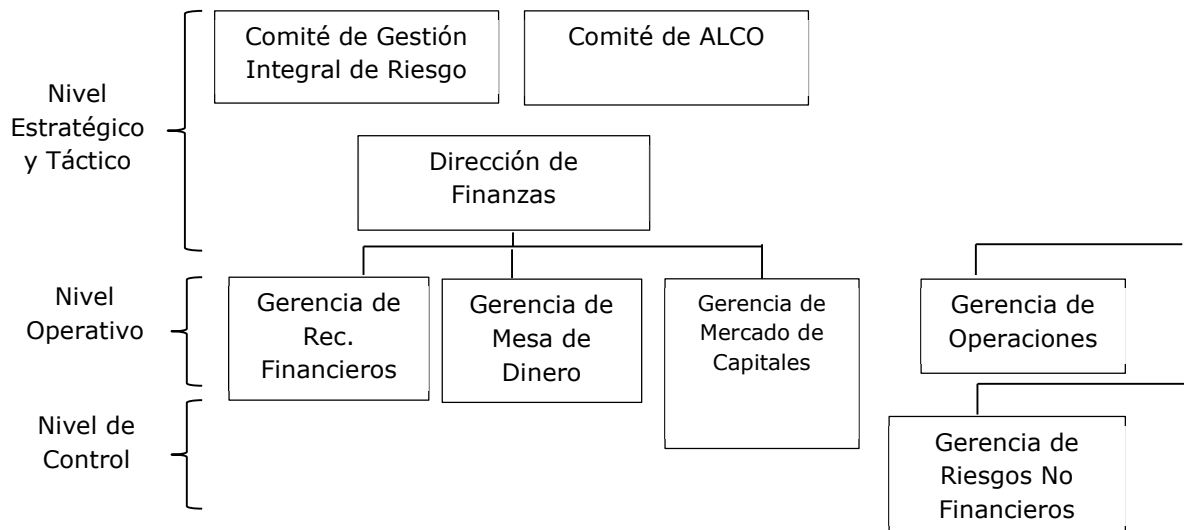 Comité de Gestión
Integral de Riesgo
Comité de ALCO
Nivel
Estratégico
y Táctico
Dirección de
Finanzas
Nivel
Operativo
Gerencia de
Rec.
Financieros
Gerencia de
Mesa de
Dinero
Gerencia de
Mercado de
Capitales
Gerencia de
Operaciones
Nivel de
Control
Gerencia de
Riesgos No
Financieros